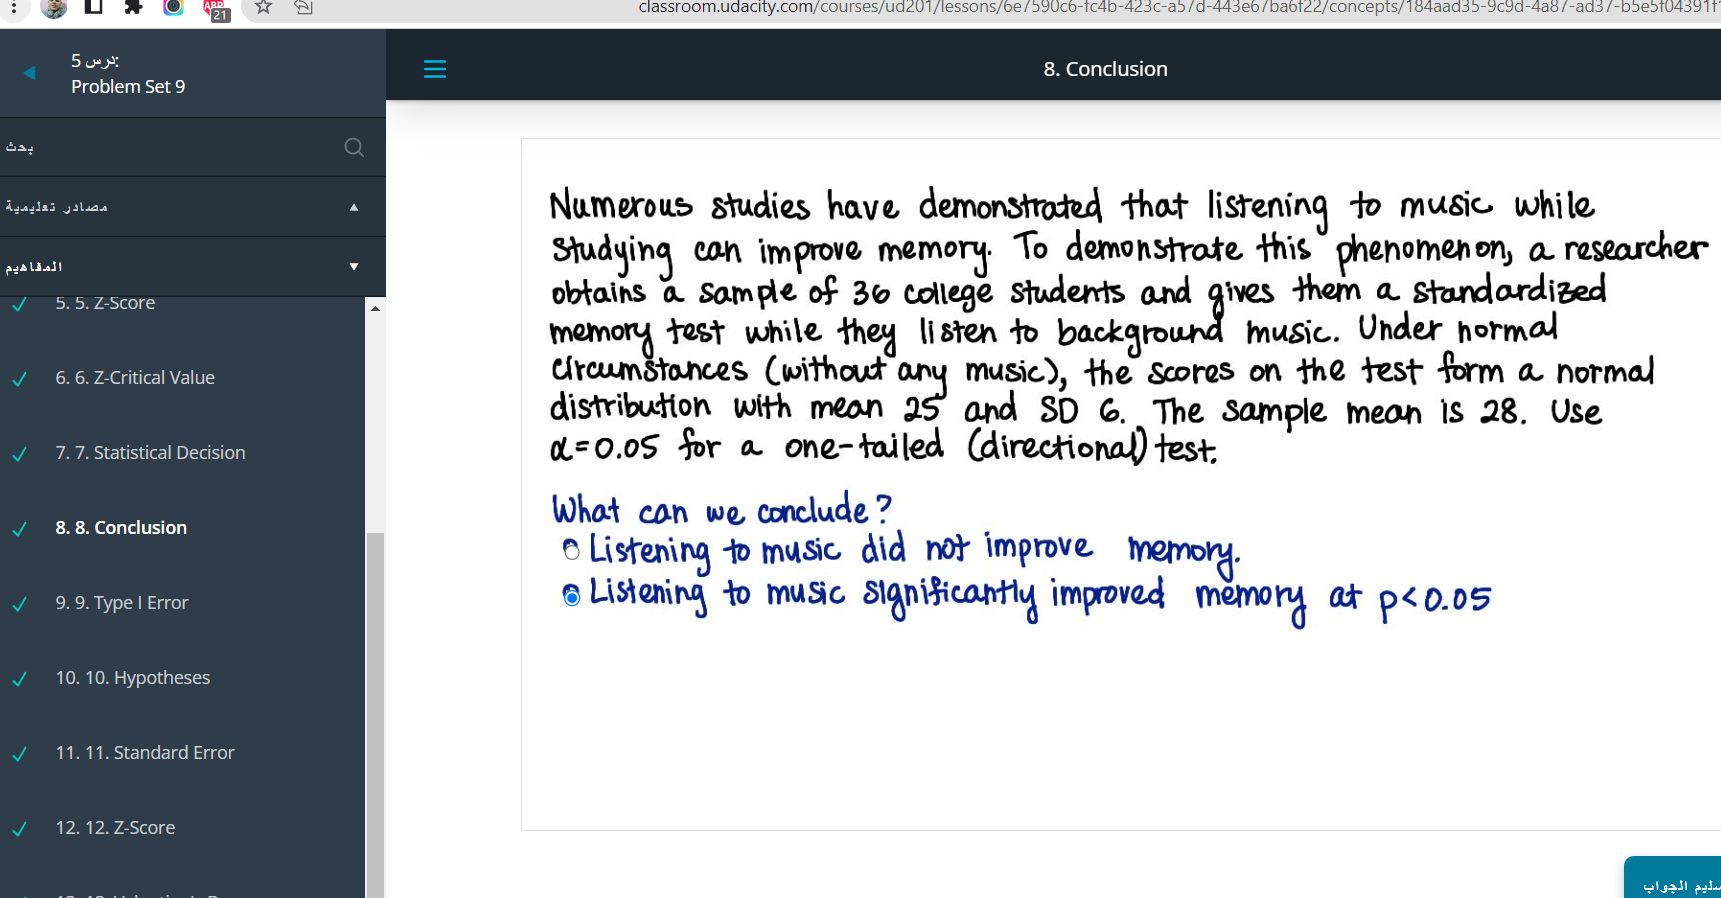 ABP
21
classroom.udacity.com/courses/ud201/lessons/6e7590c6-fc4b-423c-a57d-443e67ba6f22/concepts/184aad35-9c9d-4a87-ad37-b5e5f04391f
درس 5:
Problem Set 9
8. Conclusion
بحث
مصادر تعليمية
المفاهيم
5. 5. Z-Score
6. 6. Z-Critical Value
7. 7. Statistical Decision
8. 8. Conclusion
9. 9. Type I Error
10. 10. Hypotheses
11. 11. Standard Error
12. 12. Z-Score
Numerous studies have demonstrated that listening to music while
studying can improve memory. To demonstrate this phenomenon, a researcher
obtains a sample of 36 college students and gives them a standardized
memory test while they listen to background music. Under normal
circumstances (without any music), the scores on the test form a normal
distribution with mean 25 and SD 6. The sample mean is 28. Use
α=0.05 for a one-tailed (directional) test.
What can we conclude?
Listening to music did not improve memory.
Listening to music significantly improved memory at p<0.05
الجواب